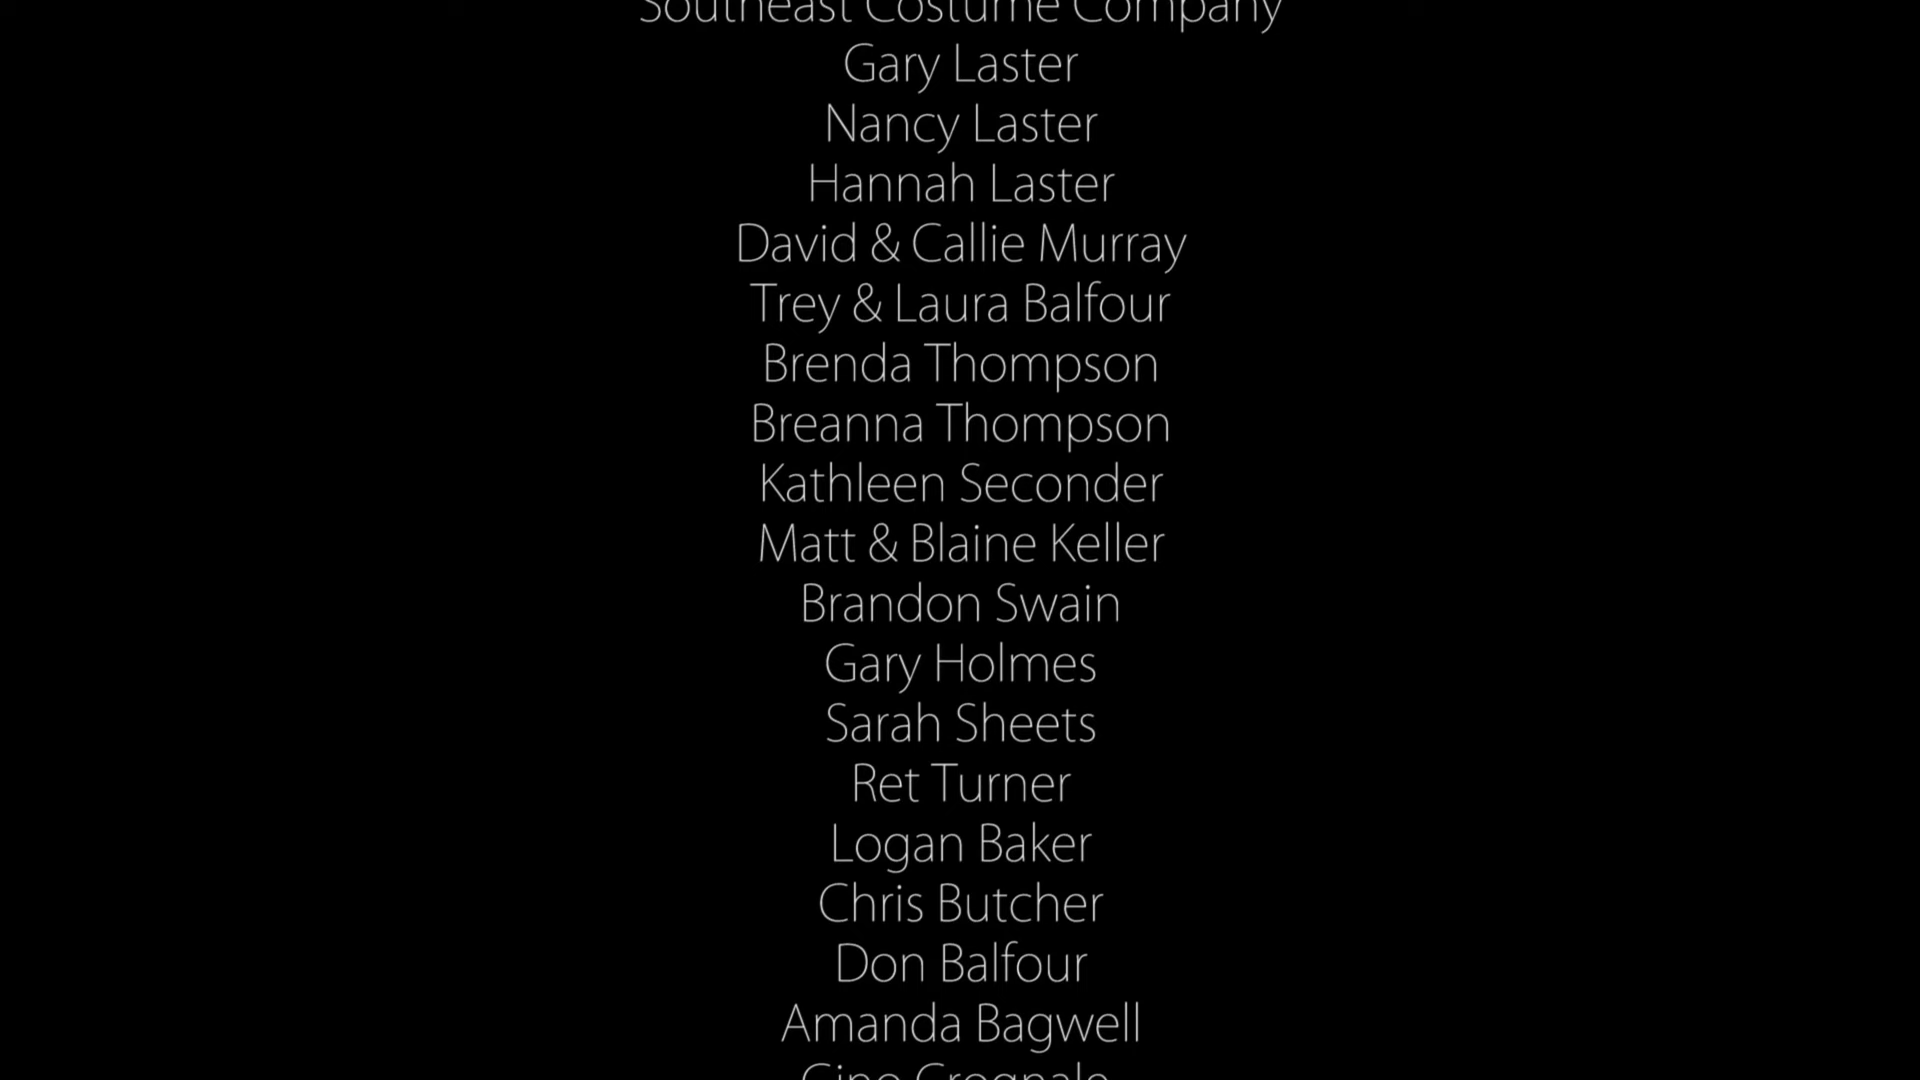 Southeast Costume Company
Gary Laster
Nancy Laster
Hannah Laster
David & Callie Murray
Trey & Laura Balfour
Brenda Thompson
Breanna Thompson
Kathleen Seconder
Matt & Blaine Keller
Brandon Swain
Gary Holmes
Sarah Sheets
Ret Turner
Logan Baker
Chris Butcher
Don Balfour
Amanda Bagwell